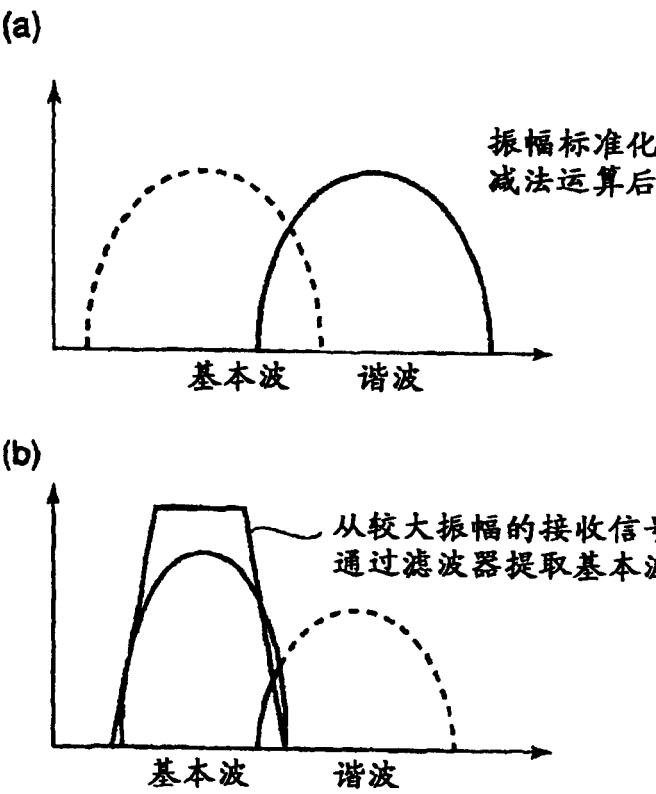 (a)
振幅标准化
减法运算后
基本波 谐波
(b)
从较大振幅的接收信号
通过滤波器提取基本波
基本波 谐波